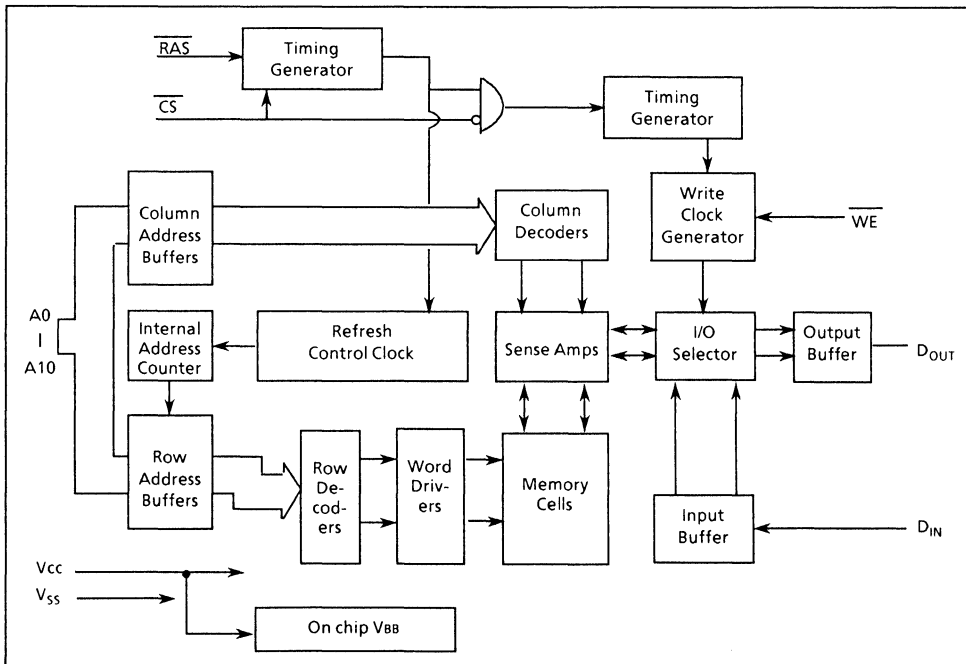 RAS
Timing
Generator
CS
Timing
Generator
Column
Address
Buffers
Column
Decoders
Write
Clock
Generator
WE
A0
|
A10
Internal
Address
Counter
Refresh
Control Clock
Sense Amps
I/O
Selector
Output
Buffer
DOUT
Row
Address
Buffers
Row
De-
cod-
ers
Word
Driv-
ers
Memory
Cells
Input
Buffer
DIN
Vcc
VSS
On chip VBB